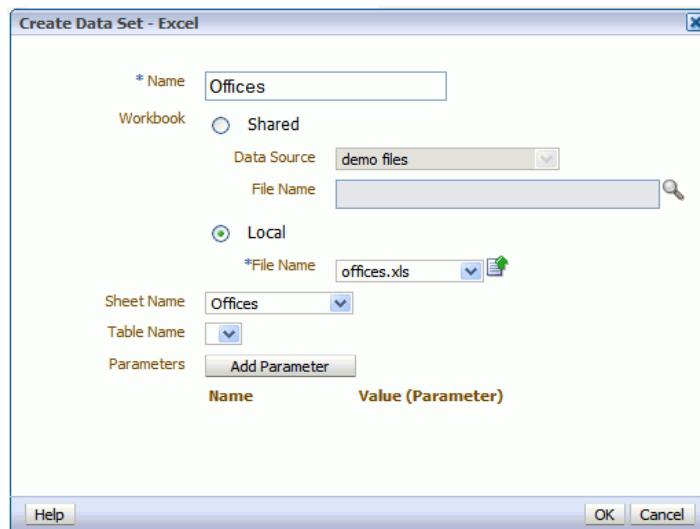 Create Data Set - Excel
* Name Offices
Workbook Shared
Data Source demo files
File Name
Local
*File Name offices.xls
Sheet Name Offices
Table Name
Parameters Add Parameter
Name Value (Parameter)
Help OK Cancel